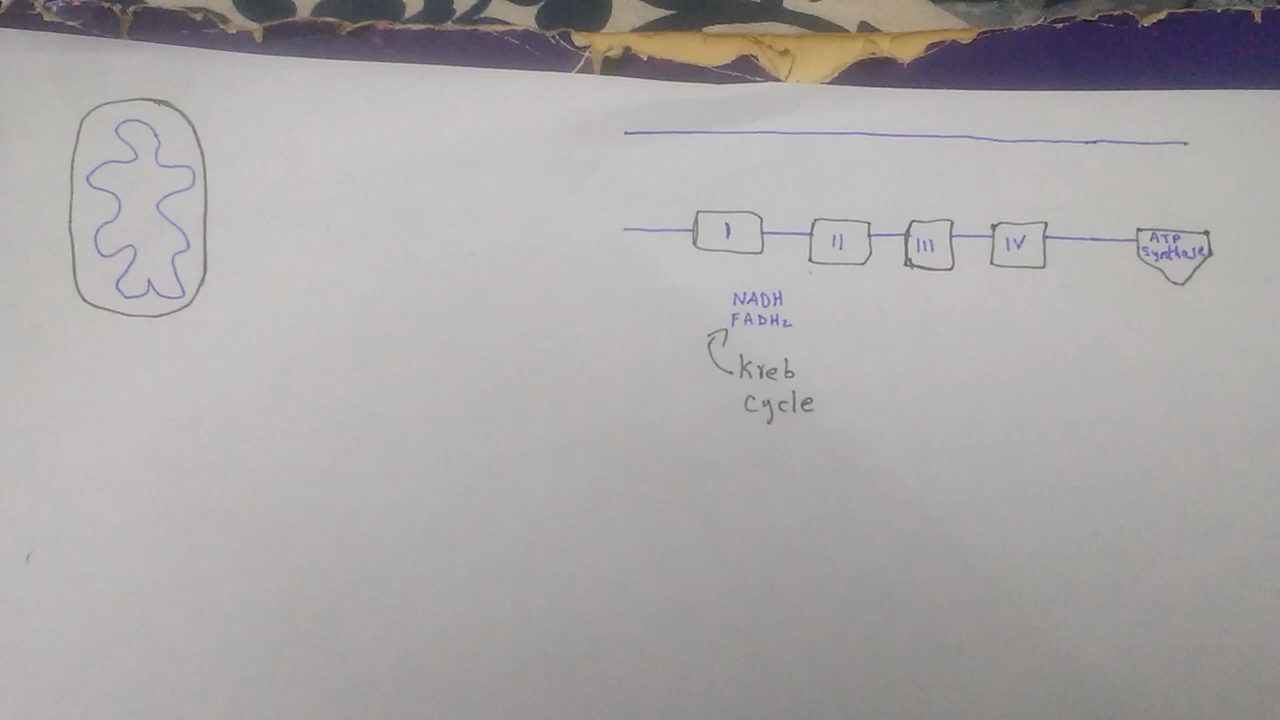 I
II
III
IV
ATP
Synthase
NADH
FADH₂
Kreb
Cycle